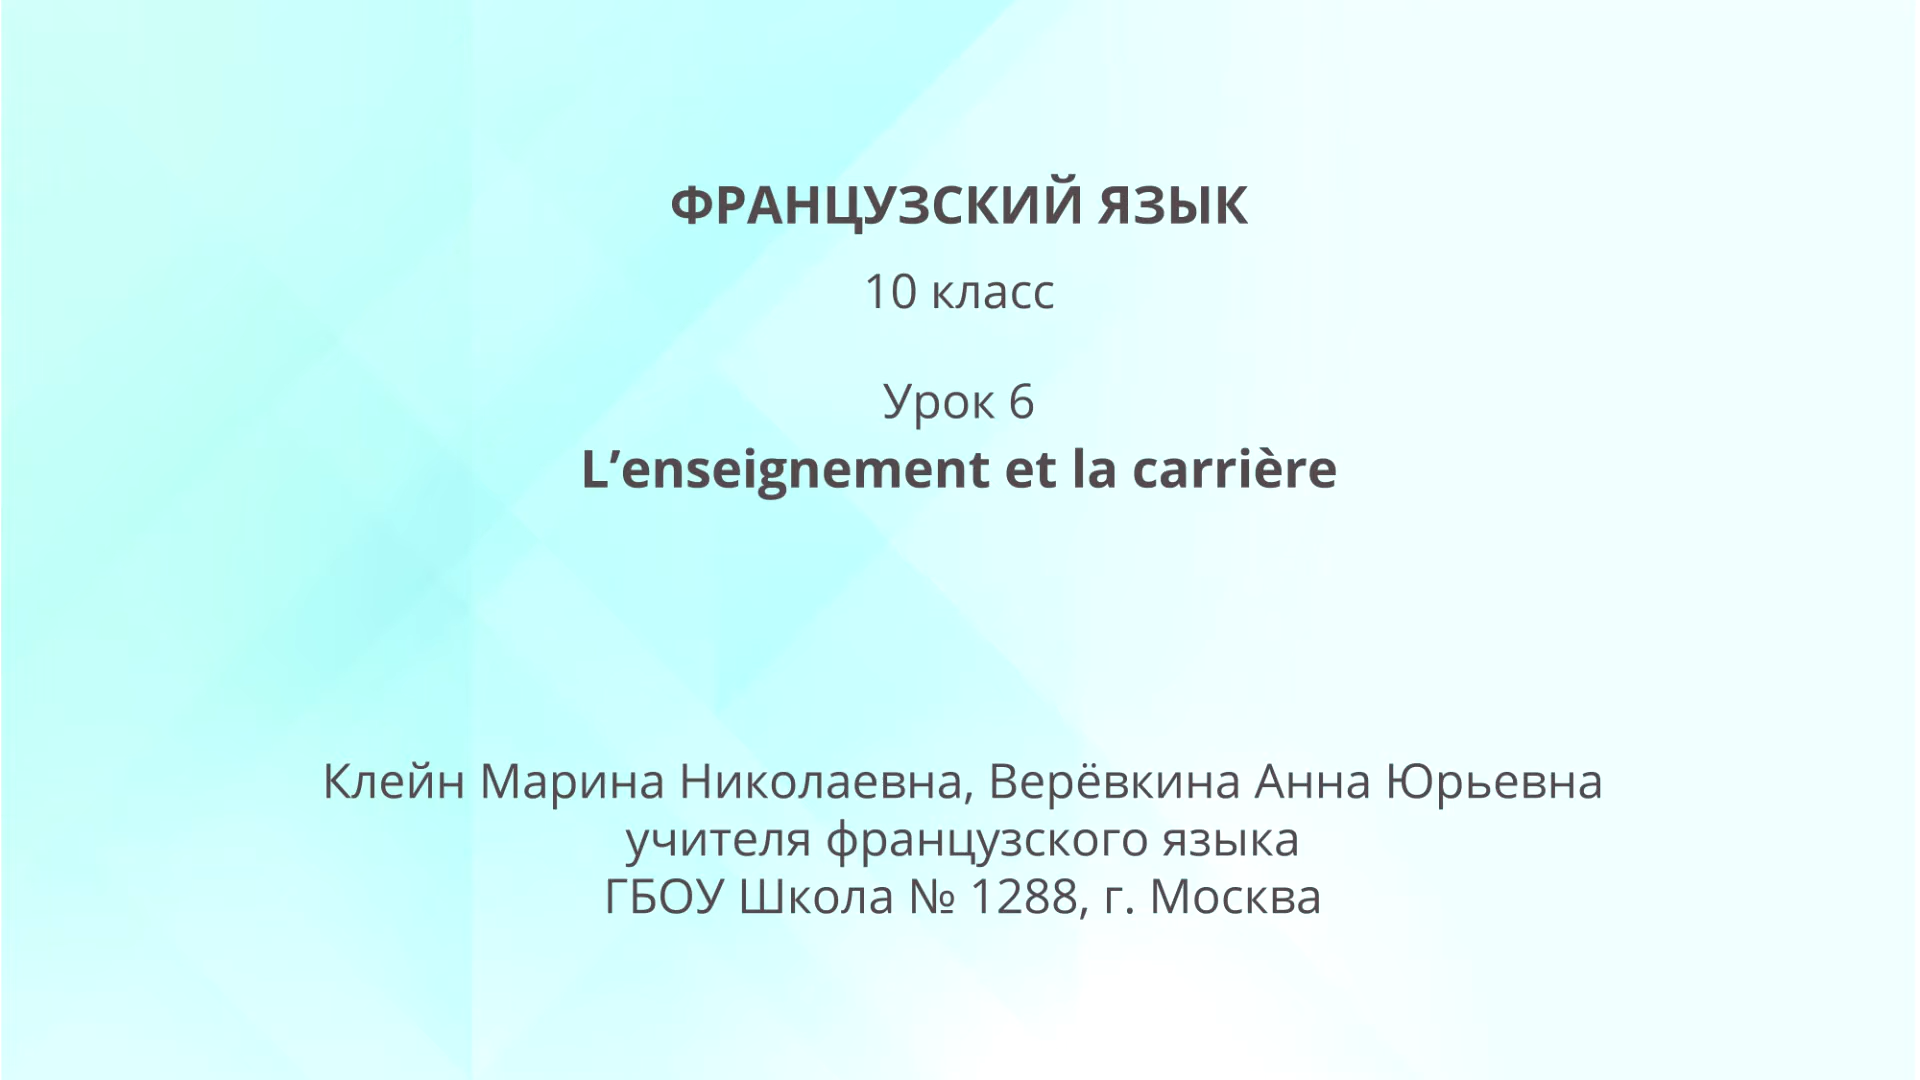 ФРАНЦУЗСКИЙ ЯЗЫК
10 класс
Урок 6
L’enseignement et la carrière
Клейн Марина Николаевна, Верёвкина Анна Юрьевна
учителя французского языка
ГБОУ Школа № 1288, г. Москва